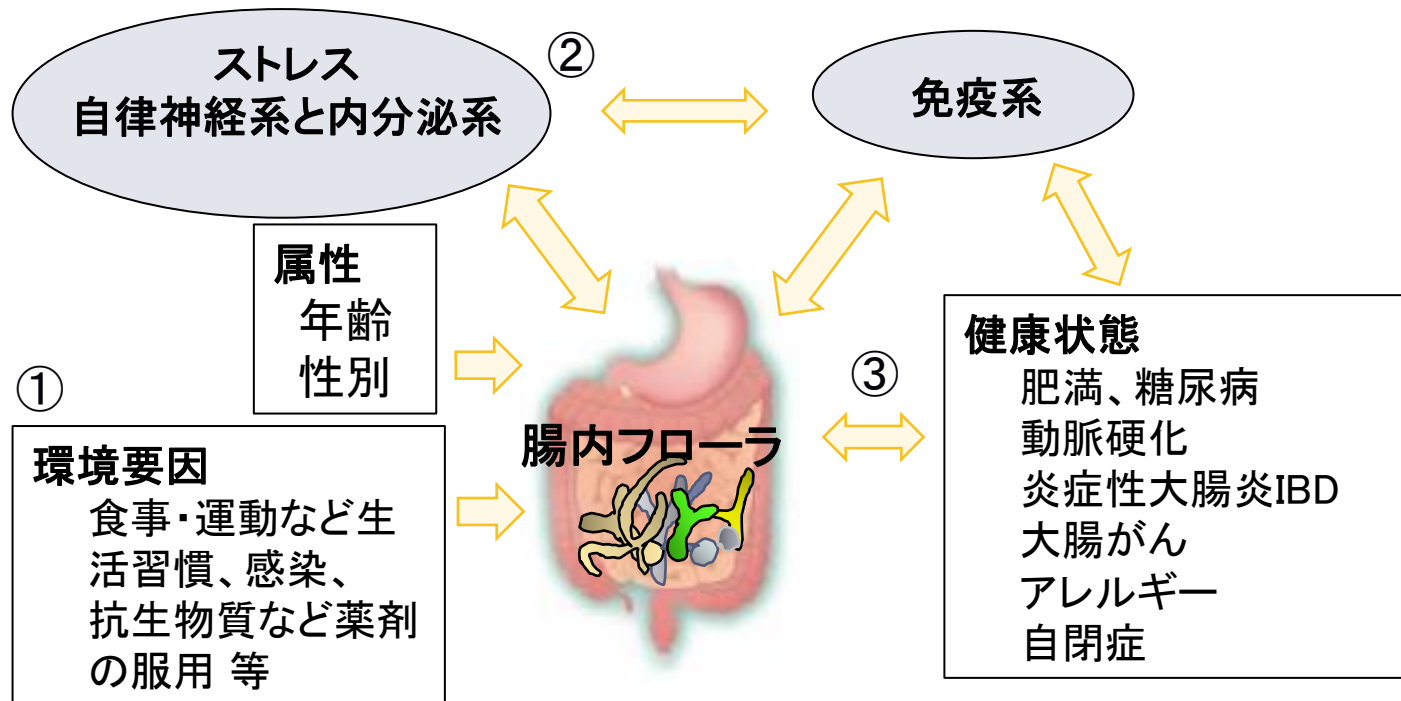 ストレス
自律神経系と内分泌系
②
免疫系
属性
年齢
性別
①
環境要因
食事・運動など生
活習慣、感染、
抗生物質など薬剤
の服用 等
腸内フローラ
③
健康状態
肥満、糖尿病
動脈硬化
炎症性大腸炎IBD
大腸がん
アレルギー
自閉症